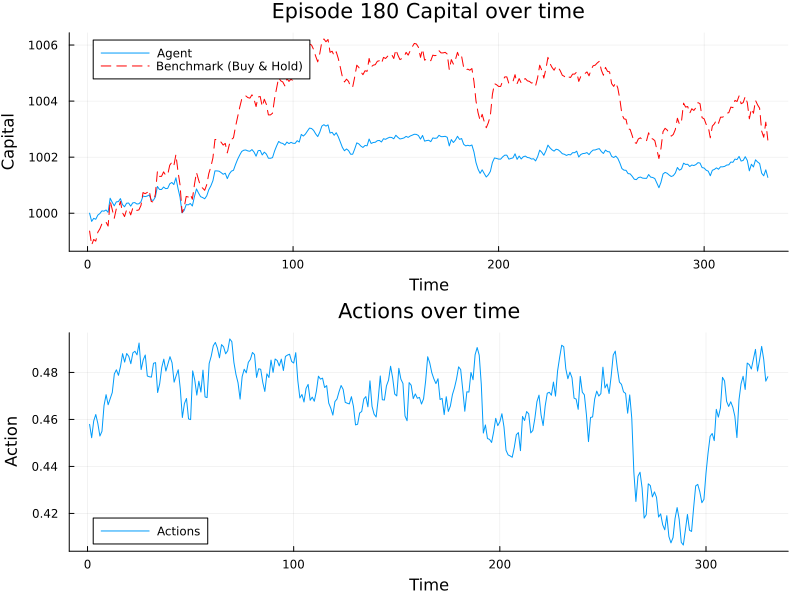 Episode 180 Capital over time
Capital
1006
1004
1002
1000
Agent
Benchmark (Buy & Hold)
0
100
200
300
Time
Actions over time
Action
0.48
0.46
0.44
0.42
Actions
0
100
200
300
Time